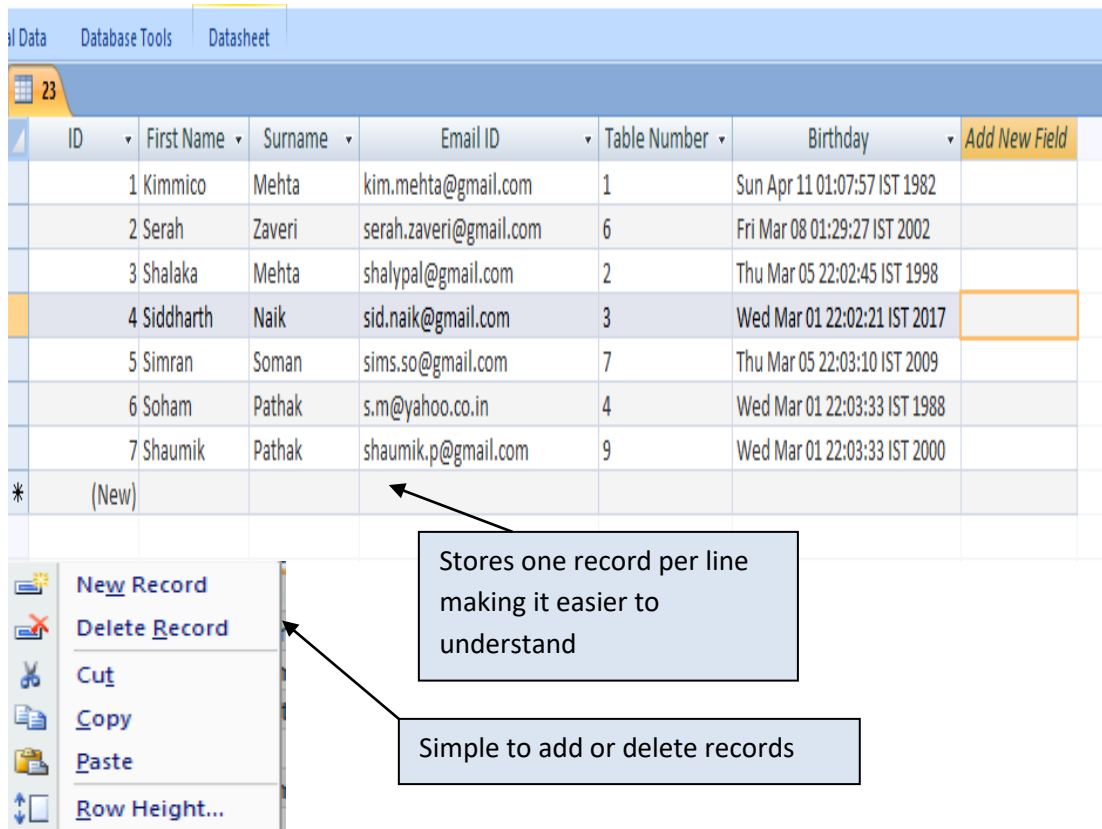 al Data Database Tools Datasheet
23
ID First Name Surname Email ID Table Number Birthday Add New Field
1 Kimmico Mehta kim.mehta@gmail.com 1 Sun Apr 11 01:07:57 IST 1982
2 Serah Zaveri serah.zaveri@gmail.com 6 Fri Mar 08 01:29:27 IST 2002
3 Shalaka Mehta shalypal@gmail.com 2 Thu Mar 05 22:02:45 IST 1998
4 Siddharth Naik sid.naik@gmail.com 3 Wed Mar 01 22:02:21 IST 2017
5 Simran Soman sims.so@gmail.com 7 Thu Mar 05 22:03:10 IST 2009
6 Soham Pathak s.m@yahoo.co.in 4 Wed Mar 01 22:03:33 IST 1988
7 Shaumik Pathak shaumik.p@gmail.com 9 Wed Mar 01 22:03:33 IST 2000
* (New)
Stores one record per line
making it easier to
understand
New Record
Delete Record
Cut
Copy
Paste
Row Height...
Simple to add or delete records